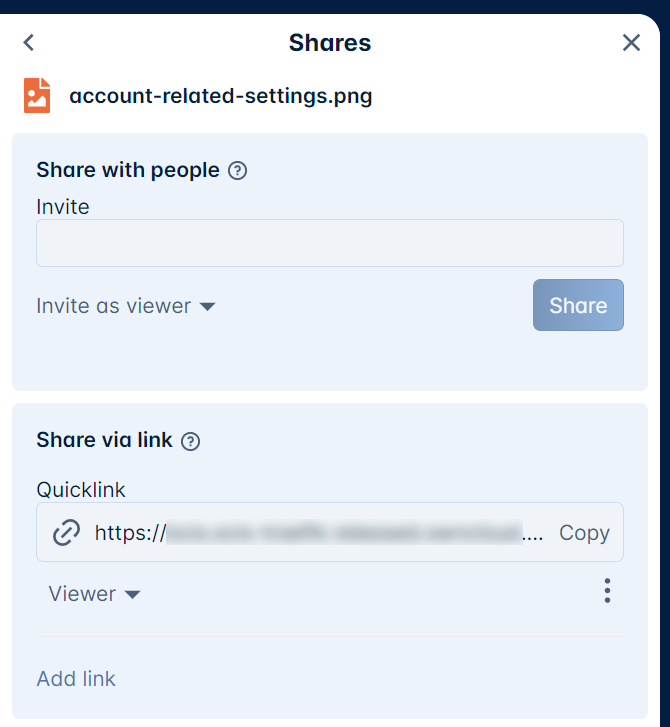 Shares
account-related-settings.png
Share with people
Invite
Invite as viewer
Share
Share via link
Quicklink
https:// .... Copy
Viewer
Add link